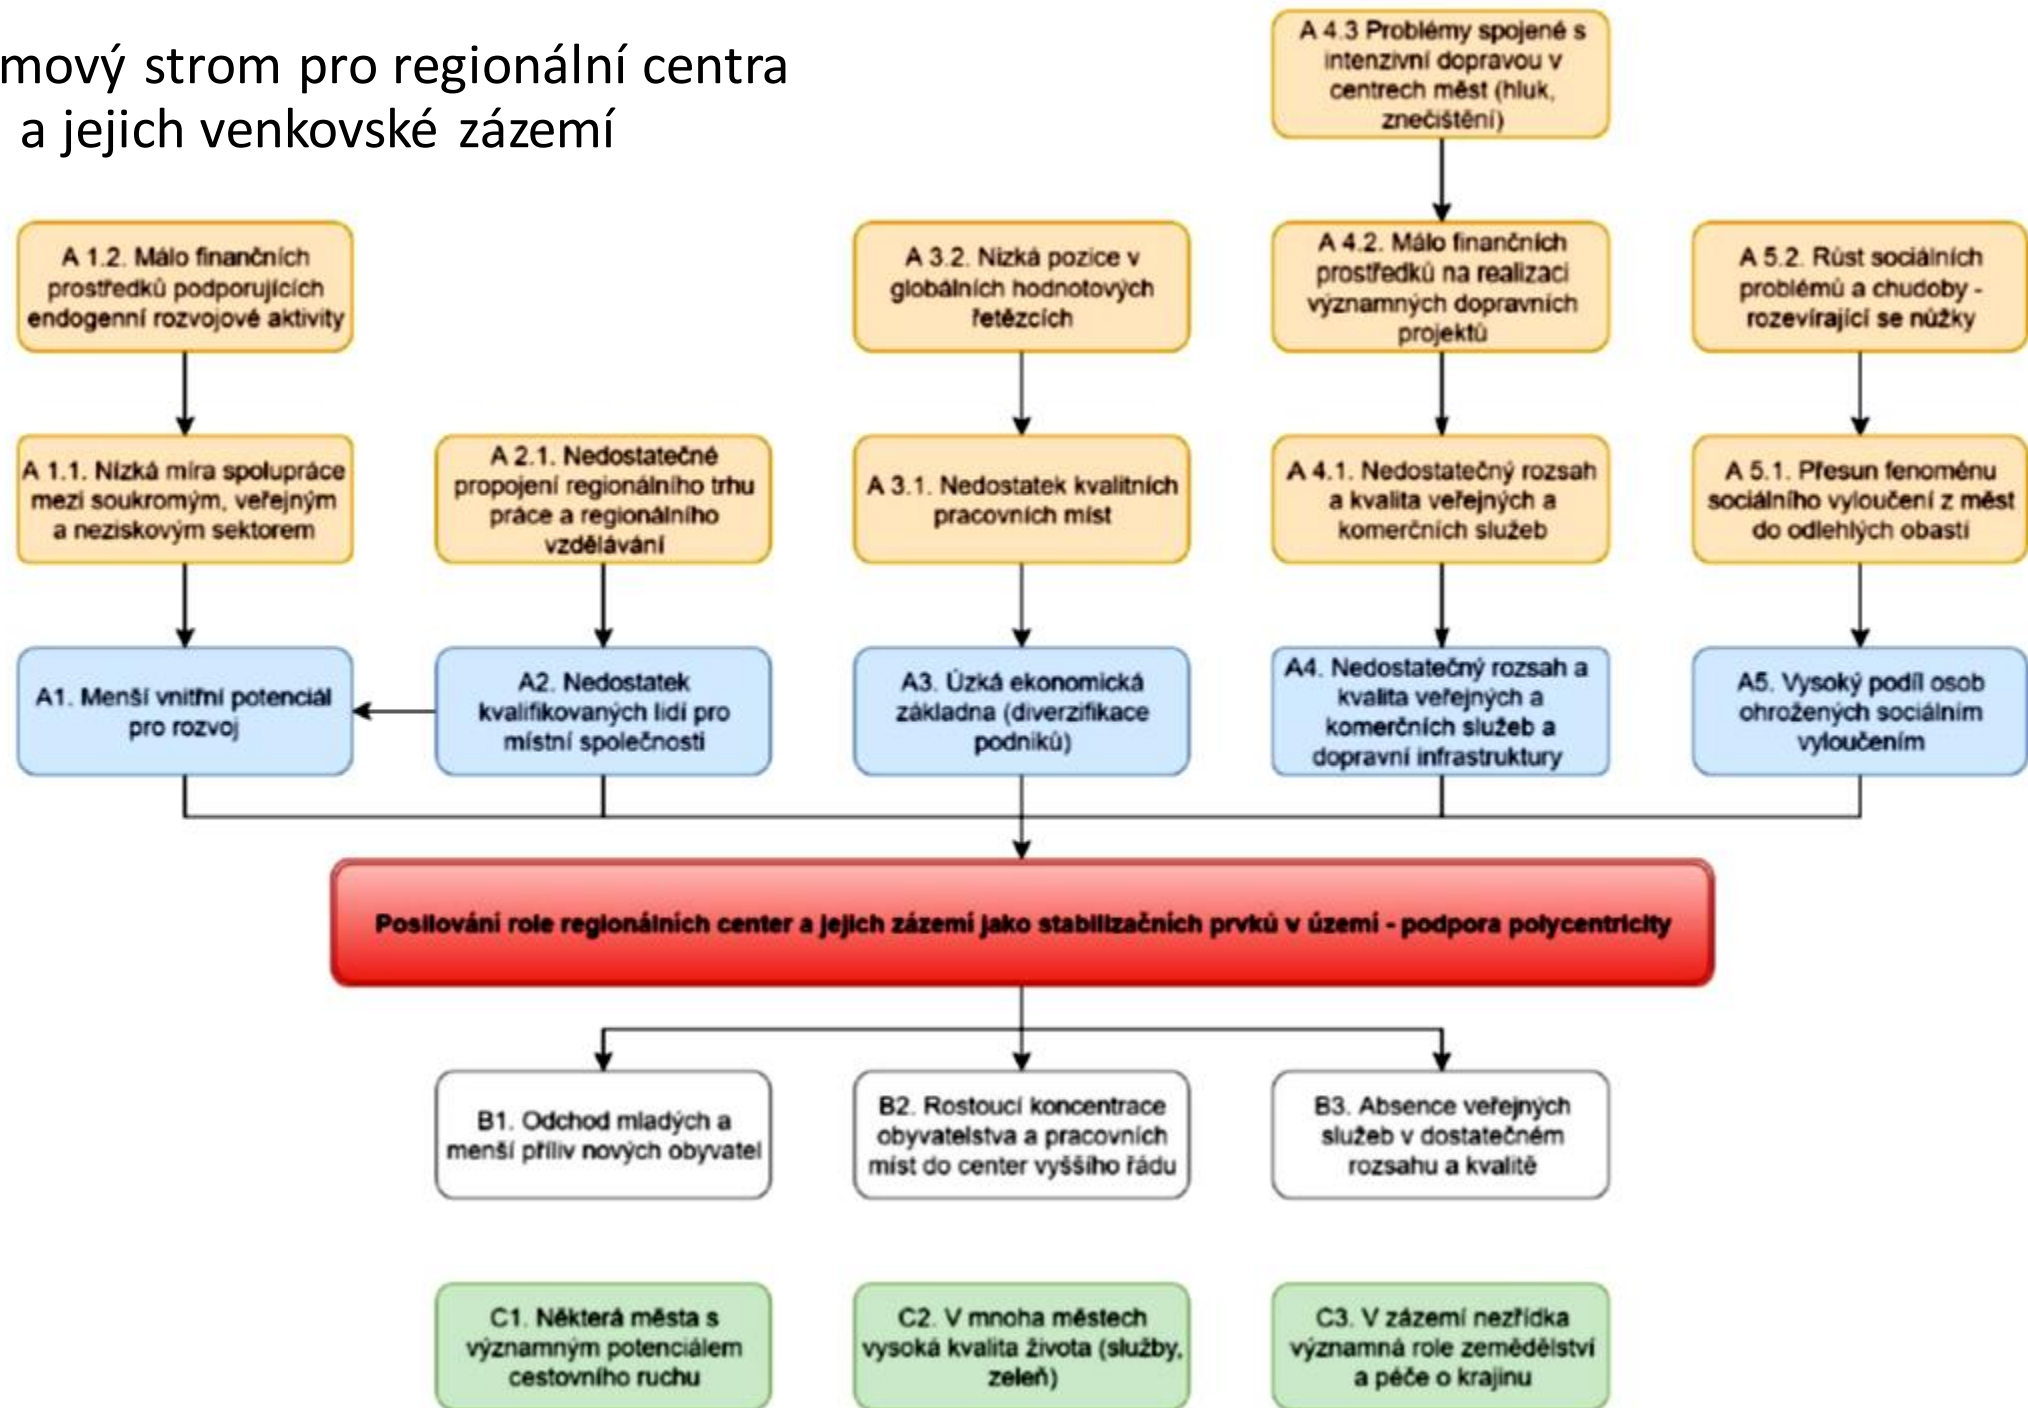 mový strom pro regionální centra
a jejich venkovské zázemí
A 4.3 Problémy spojené s
intenzivní dopravou v
centrech měst (hluk,
znečištění)
A 1.2. Málo finančních
prostředků podporujících
endogenní rozvojové aktivity
A 3.2. Nízká pozice v
globálních hodnotových
řetězcích
A 4.2. Málo finančních
prostředků na realizaci
významných dopravních
projektů
A 5.2. Růst sociálních
problémů a chudoby -
rozevírající se nůžky
A 1.1. Nízká míra spolupráce
mezi soukromým, veřejným
a neziskovým sektorem
A 2.1. Nedostatečné
propojení regionálního trhu
práce a regionálního
vzdělávání
A 3.1. Nedostatek kvalitních
pracovních míst
A 4.1. Nedostatečný rozsah
a kvalita veřejných a
komerčních služeb
A 5.1. Přesun fenoménu
sociálního vyloučení z měst
do odlehlých obastí
A1. Menší vnitřní potenciál
pro rozvoj
A2. Nedostatek
kvalifikovaných lidí pro
místní společnosti
A3. Úzká ekonomická
základna (diverzifikace
podniků)
A4. Nedostatečný rozsah a
kvalita veřejných a
komerčních služeb a
dopravní infrastruktury
A5. Vysoký podíl osob
ohrožených sociálním
vyloučením
Posilování role regionálních center a jejich zázemí jako stabilizačních prvků v území - podpora polycentricity
B1. Odchod mladých a
menší příliv nových obyvatel
B2. Rostoucí koncentrace
obyvatelstva a pracovních
míst do center vyššího řádu
B3. Absence veřejných
služeb v dostatečném
rozsahu a kvalitě
C1. Některá města s
významným potenciálem
cestovního ruchu
C2. V mnoha městech
vysoká kvalita života (služby,
zeleň)
C3. V zázemí nezřídka
významná role zemědělství
a péče o krajinu